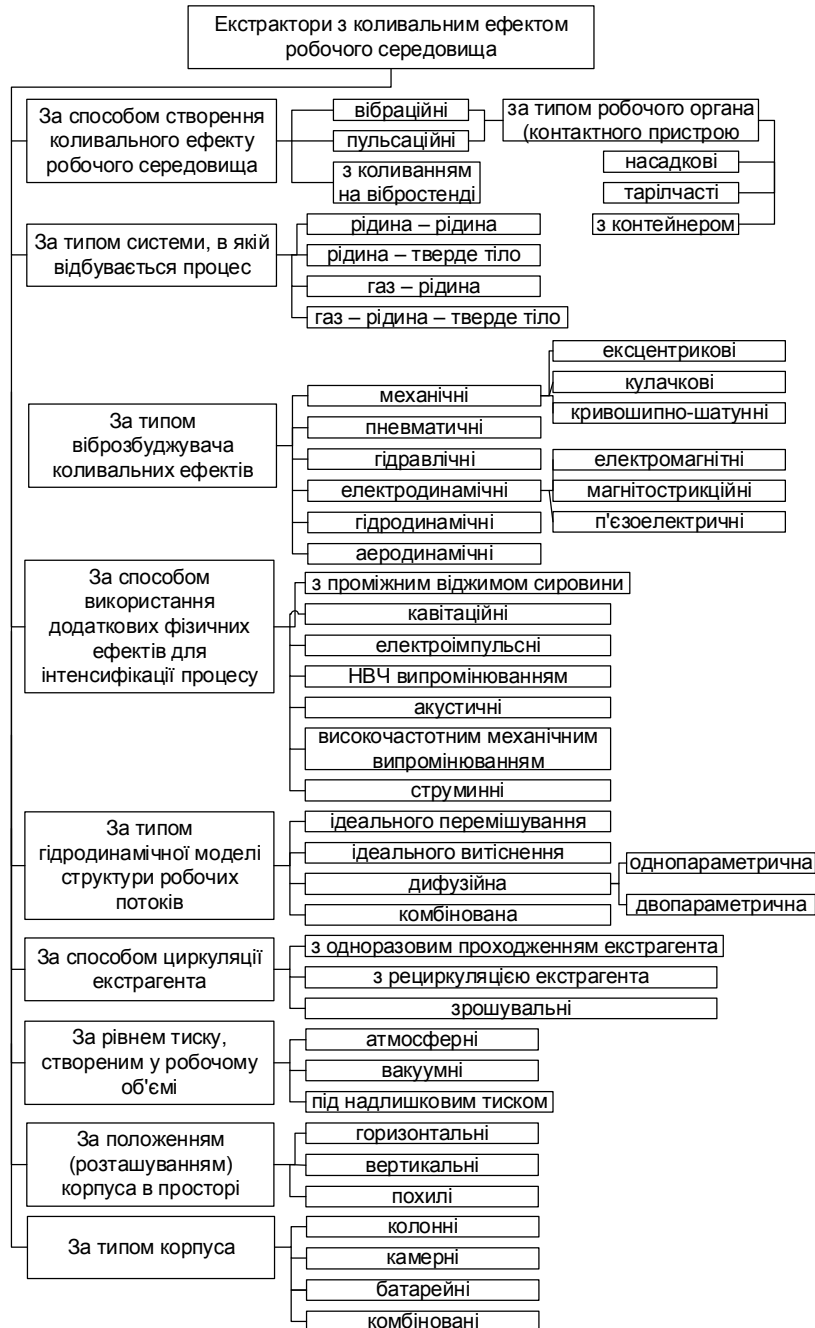 Екстрактори з коливальним ефектом
робочого середовища
За способом створення
коливального ефекту
робочого середовища
вібраційні
пульсаційні
з коливанням
на вібростенді
за типом робочого органа
(контактного пристрою
насадкові
тарілчасті
з контейнером
За типом системи, в якій
відбувається процес
рідина – рідина
рідина – тверде тіло
газ – рідина
газ – рідина – тверде тіло
За типом
віброзбуджувача
коливальних ефектів
механічні
пневматичні
гідравлічні
електродинамічні
гідродинамічні
аеродинамічні
ексцентрикові
кулачкові
кривошипно-шатунні
електромагнітні
магнітострикційні
п'єзоелектричні
За способом
використання
додаткових фізичних
ефектів для
інтенсифікації процесу
з проміжним віджимом сировини
кавітаційні
електроімпульсні
НВЧ випромінюванням
акустичні
височастотним механічним
випромінюванням
струминні
За типом
гідродинамічної моделі
структури робочих
потоків
ідеального перемішування
ідеального витіснення
дифузійна
комбінована
однопараметрична
двопараметрична
За способом циркуляції
екстрагента
з одноразовим проходженням екстрагента
з рециркуляцією екстрагента
зрошувальні
За рівнем тиску,
створеним у робочому
об'ємі
атмосферні
вакуумні
під надлишковим тиском
За положенням
(розташуванням)
корпуса в просторі
горизонтальні
вертикальні
похилі
За типом корпуса
колонні
камерні
батарейні
комбіновані